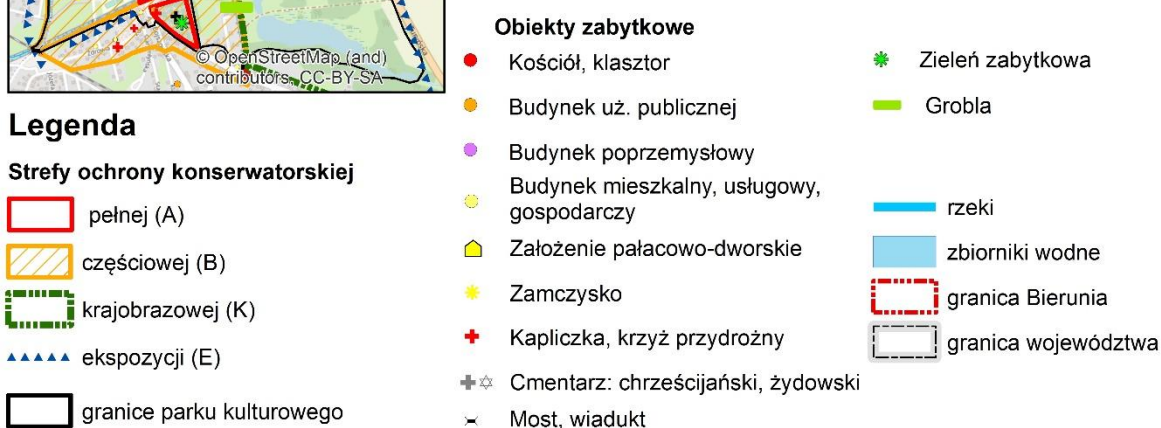 © OpenStreetMap (and)
contributors, CC-BY-SA
Legenda
Strefy ochrony konserwatorskiej
pełnej (A)
częściowej (B)
krajobrazowej (K)
ekspozycji (E)
granice parku kulturowego
Obiekty zabytkowe
Kościół, klasztor
Budynek uż. publicznej
Budynek poprzemysłowy
Budynek mieszkalny, usługowy,
gospodarczy
Założenie pałacowo-dworskie
Zamczysko
Kapliczka, krzyż przydrożny
Cmentarz: chrześcijański, żydowski
Most, wiadukt
Zieleń zabytkowa
Grobla
rzeki
zbiorniki wodne
granica Bierunia
granica województwa